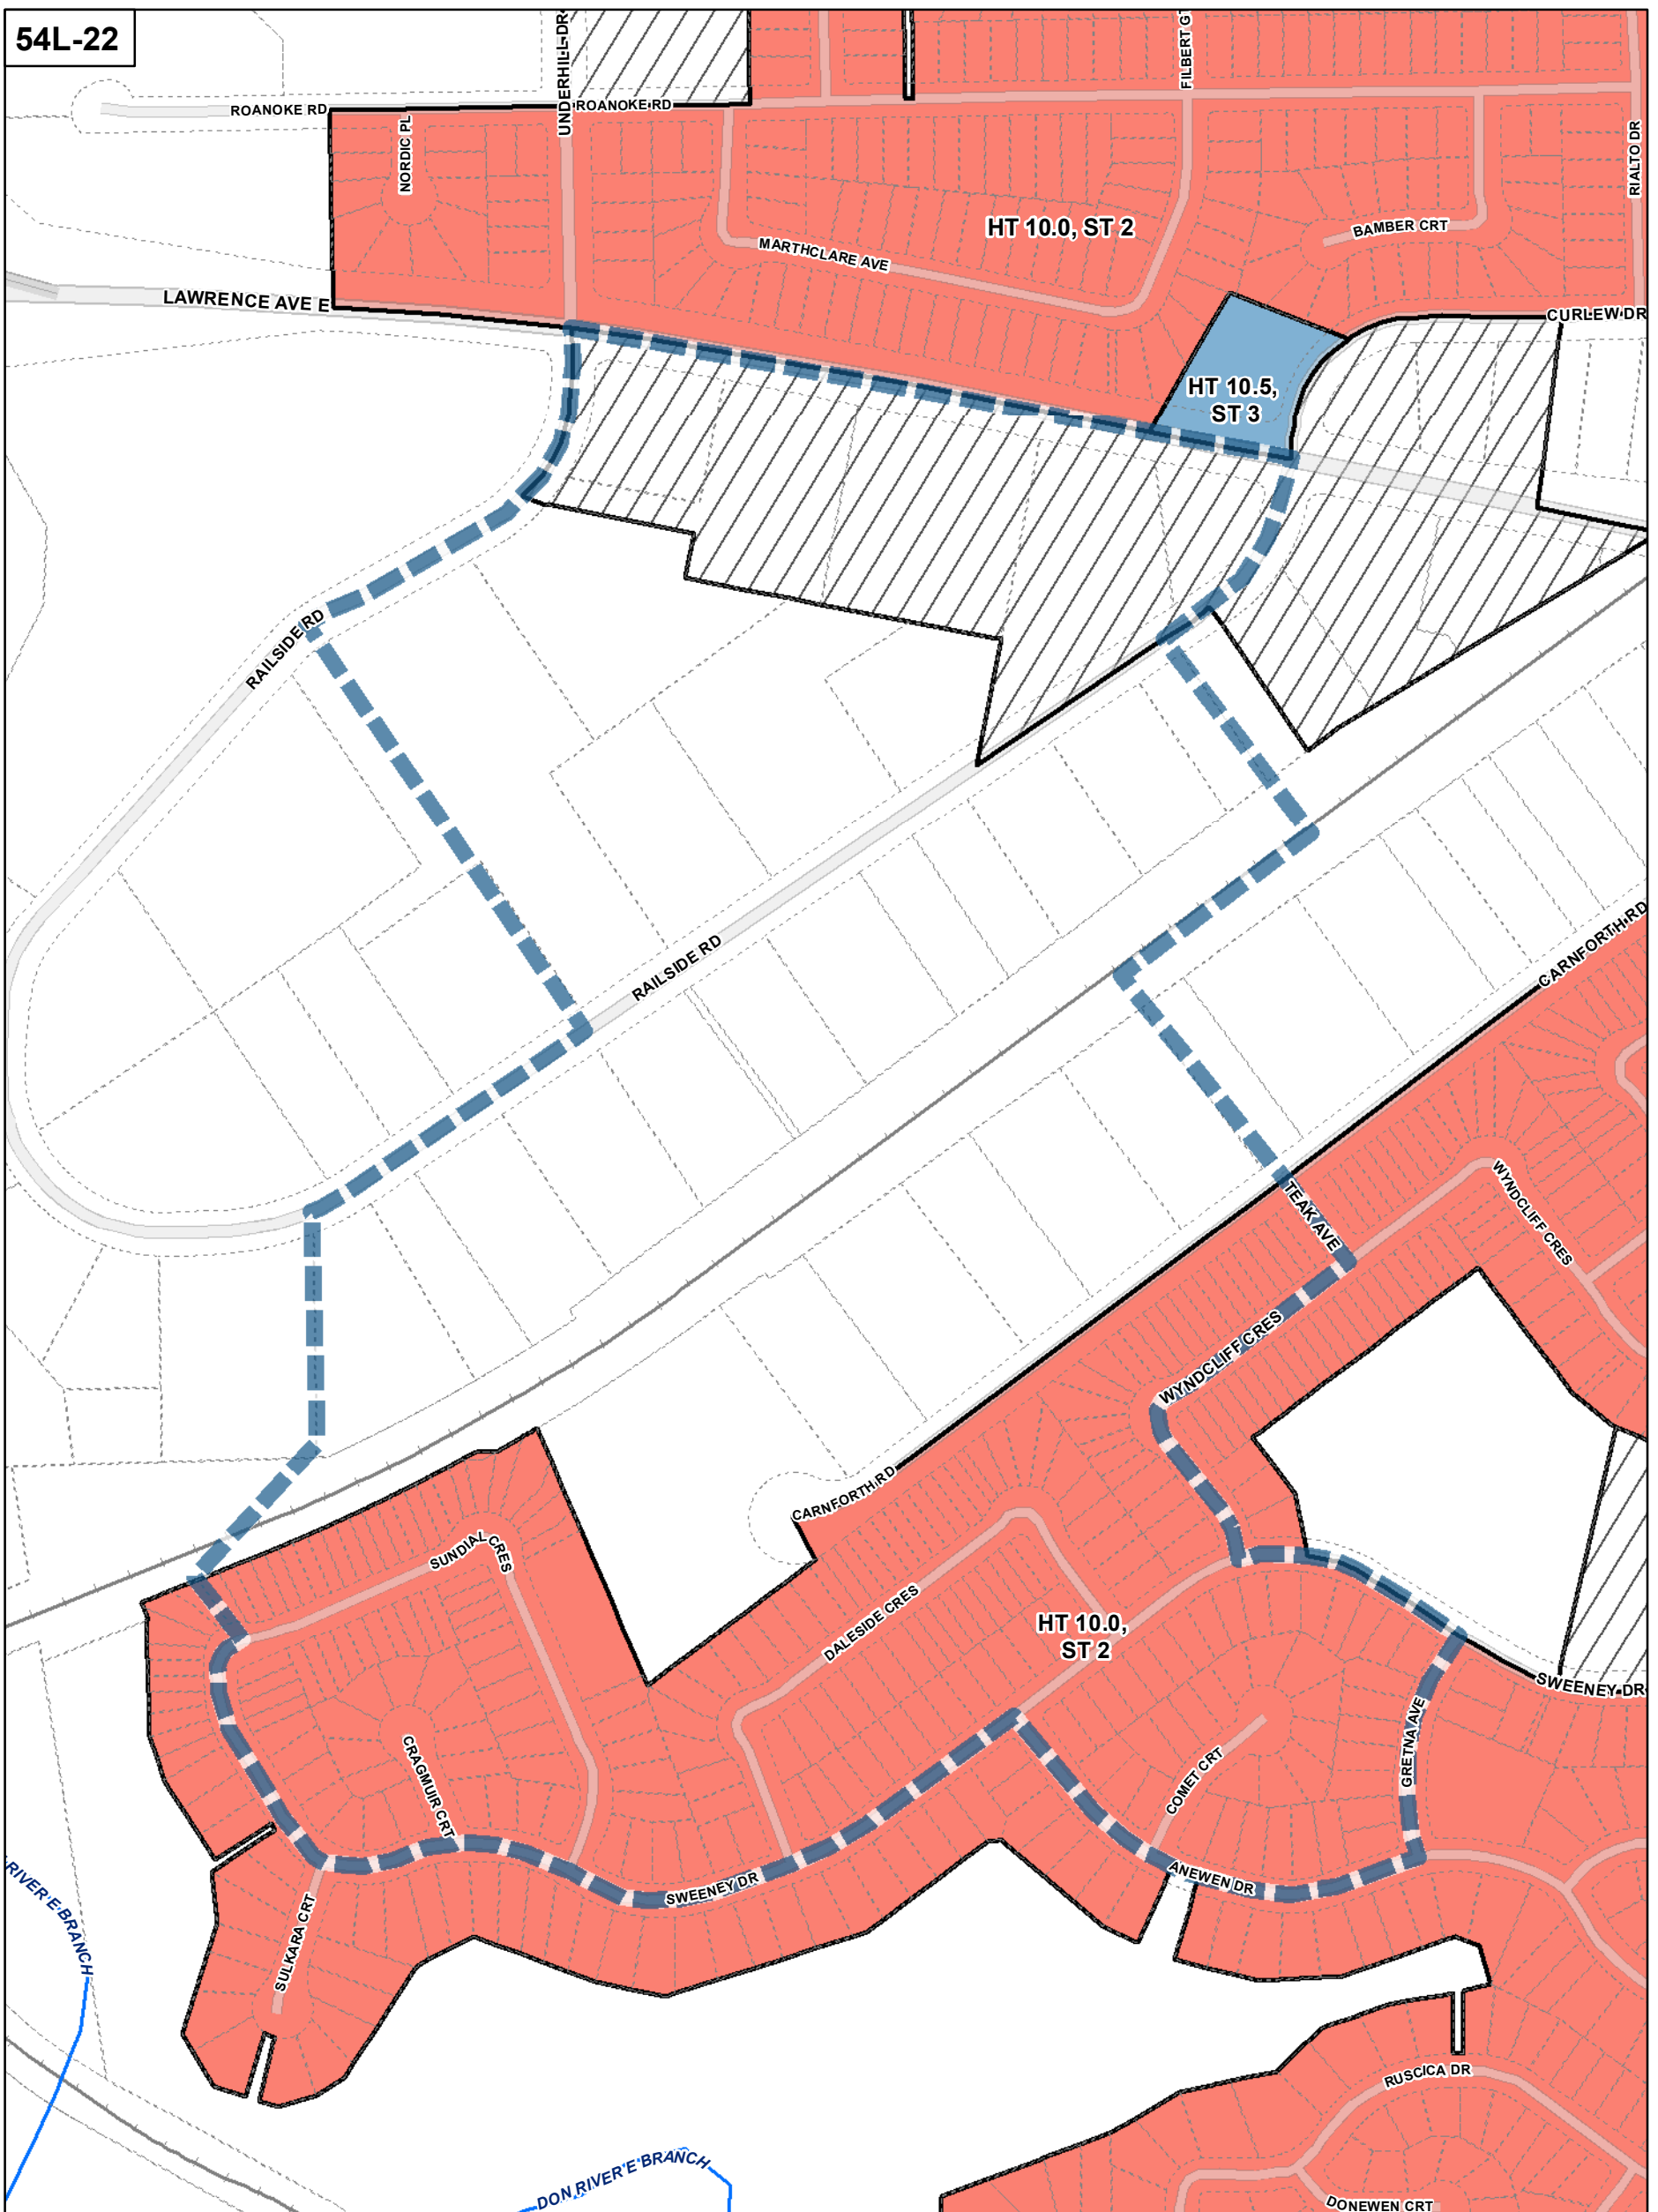 54L-22
UNDERHILL DR
FILBERT G
ROANOKE RD
ROANOKE RD
NORDIC PL
RIALTO DR
HT 10.0, ST 2
BAMBER CRT
MARTHCLARE AVE
LAWRENCE AVE E
CURLEW DR
HT 10.5,
ST 3
RAILSIDE RD
RAILSIDE RD
CARNFORTH RD
TEAK AVE
WYNDCLIFF CRES
WYNDCLIFF CRES
CARNFORTH RD
SUNDIAL CRES
DALESIDE CRES
HT 10.0,
ST 2
SWEENEY DR
GRETNA AVE
CRAGMUIR CRT
COMET CRT
ANEWEN DR
SWEENEY DR
RIVER E BRANCH
SULKARA CRT
RUSCICA DR
DON RIVER E BRANCH
DONEWEN CRT